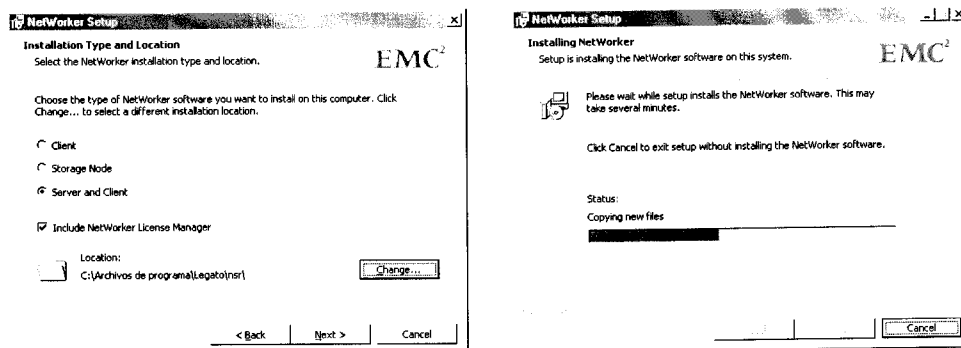 NetWorker Setup
Installation Type and Location
Select the NetWorker installation type and location.
EMC²
Choose the type of NetWorker software you want to install on this computer. Click
Change... to select a different installation location.
Client
Storage Node
Server and Client
Include NetWorker License Manager
Location:
C:\Archivos de programa\Legato\nsr\
Change...
< Back
Next >
Cancel
NetWorker Setup
Installing NetWorker
Setup is installing the NetWorker software on this system.
EMC²
Please wait while setup installs the NetWorker software. This may
take several minutes.
Click Cancel to exit setup without installing the NetWorker software.
Status:
Copying new files
Cancel